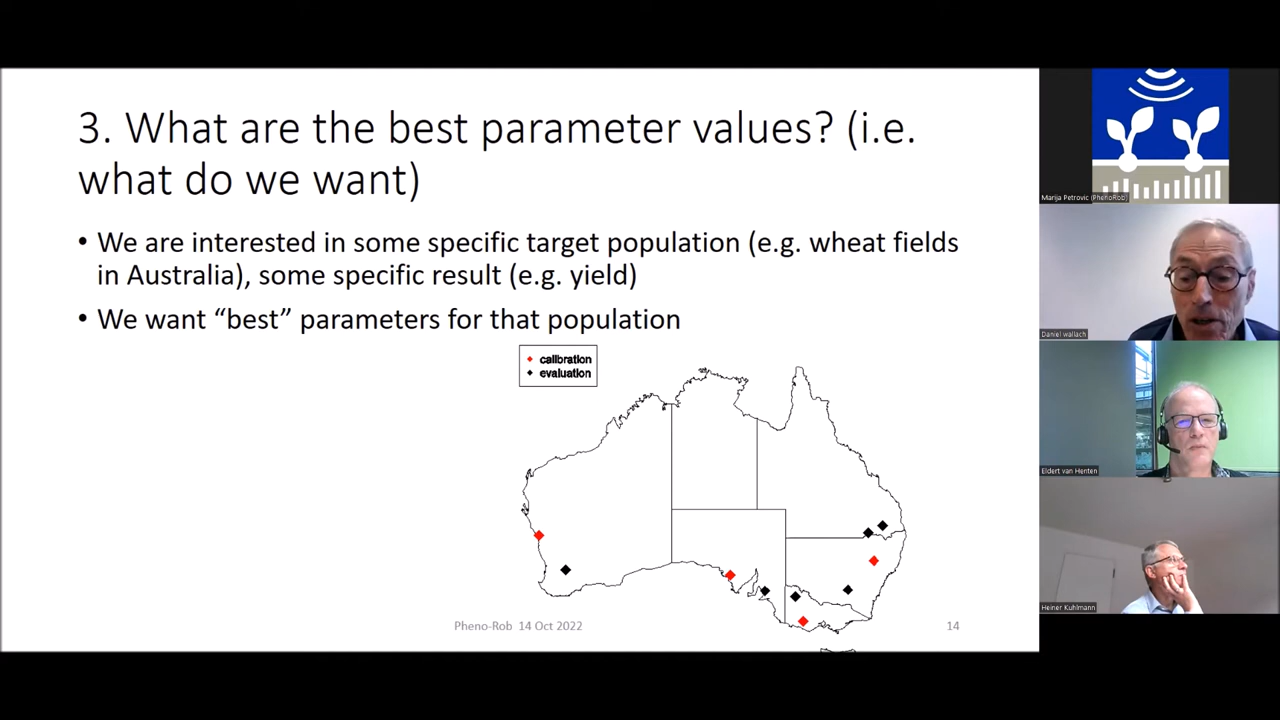 3. What are the best parameter values? (i.e.
what do we want)
• We are interested in some specific target population (e.g. wheat fields
in Australia), some specific result (e.g. yield)
• We want “best” parameters for that population
calibration
evaluation
Pheno-Rob 14 Oct 2022
14
Marija Petrovic (PhenoRob)
Daniel wallach
Eldert van Henten
Heiner Kuhlmann